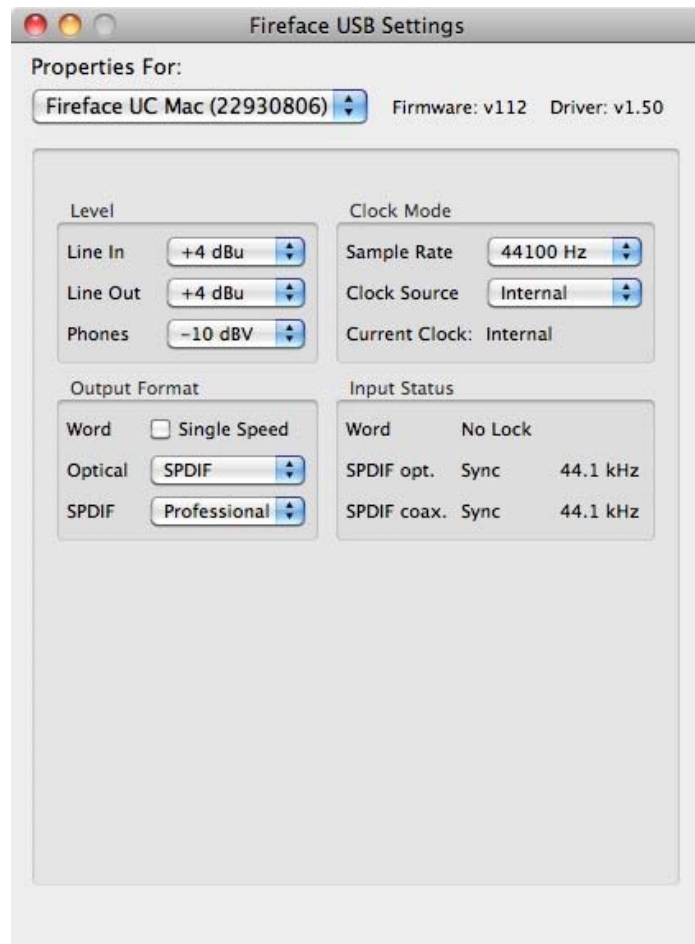 Fireface USB Settings
Properties For:
Fireface UC Mac (22930806) Firmware: v112 Driver: v1.50
Level
Line In +4 dBu
Line Out +4 dBu
Phones -10 dBV
Clock Mode
Sample Rate 44100 Hz
Clock Source Internal
Current Clock: Internal
Output Format
Word Single Speed
Optical SPDIF
SPDIF Professional
Input Status
Word No Lock
SPDIF opt. Sync 44.1 kHz
SPDIF coax. Sync 44.1 kHz